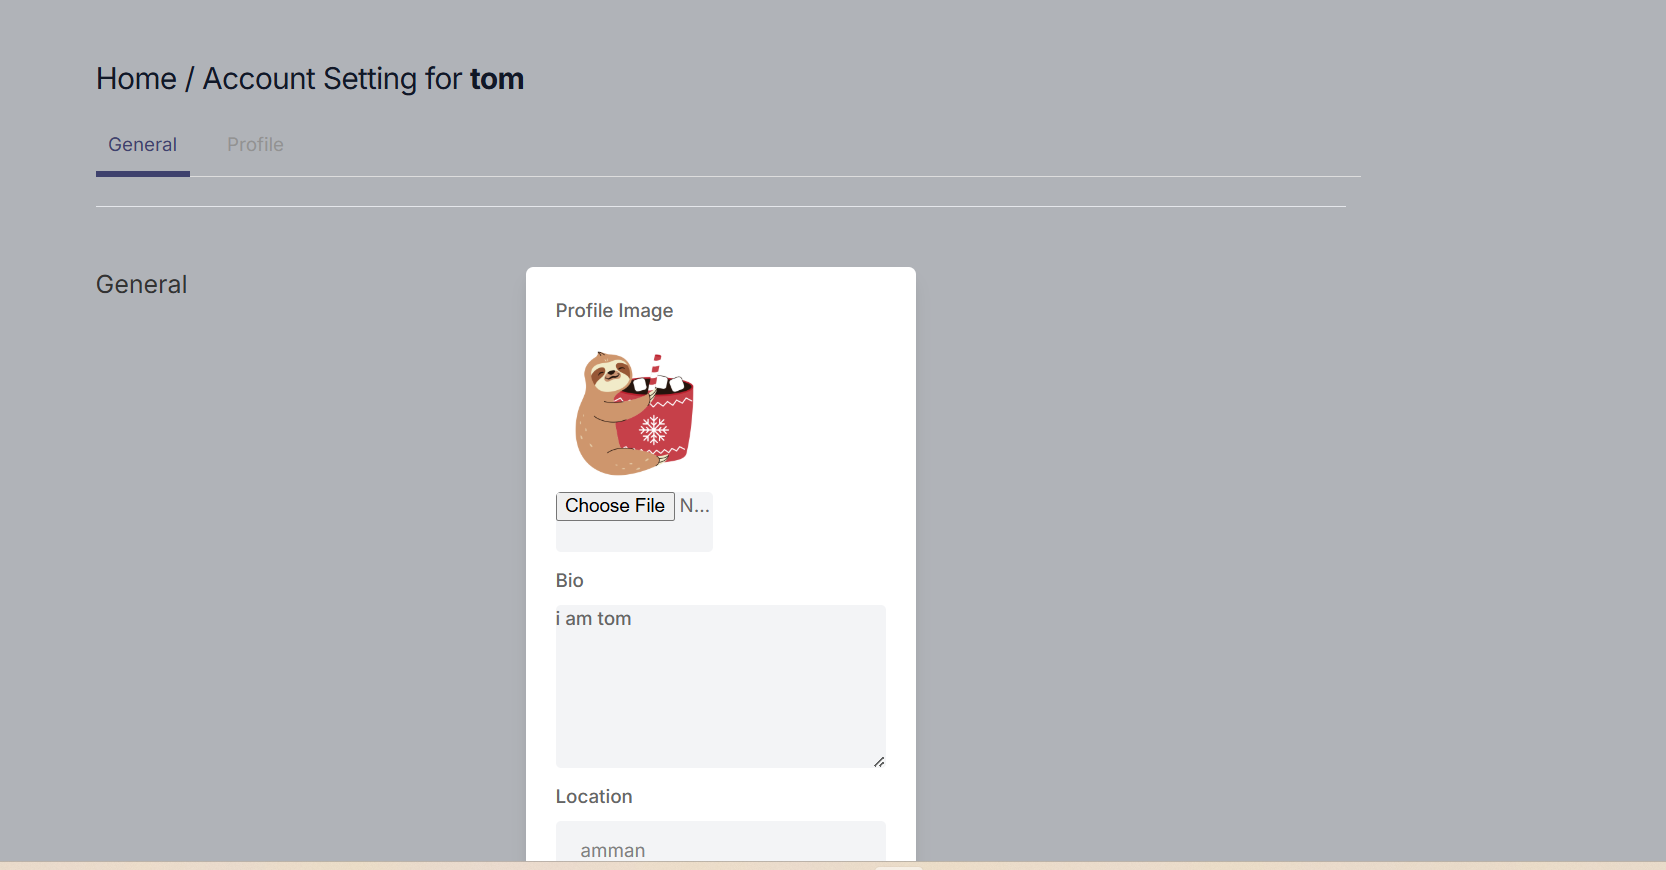 Home / Account Setting for tom
General Profile
General
Profile Image
Choose File N...
Bio
i am tom
Location
amman